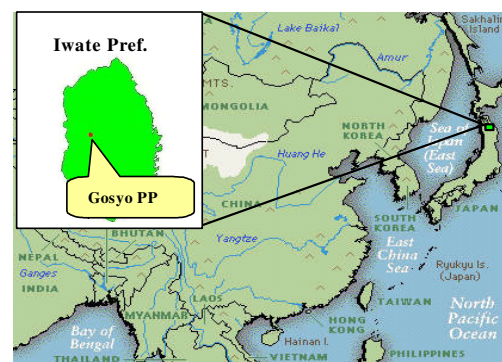 Iwate Pref.
Gosyo PP
Lake Baikal
Sakhalin
Island
Amur
MTS.
MONGOLIA
NORTH
KOREA
Sea of
Japan
(East
Sea)
Huang He
T
CHINA
SOUTH
KOREA
JAPAN
BHUTAN
Yangtze
East
China
Sea
NEPAL
Ganges
INDIA
Ryukyu Is.
(Japan)
LAOS
TAIWAN
MYANMAR
HONG
KONG
North
Pacific
Ocean
Bay of
Bengal
Hainan I.
THAILAND
VIETNAM
PHILIPPINES